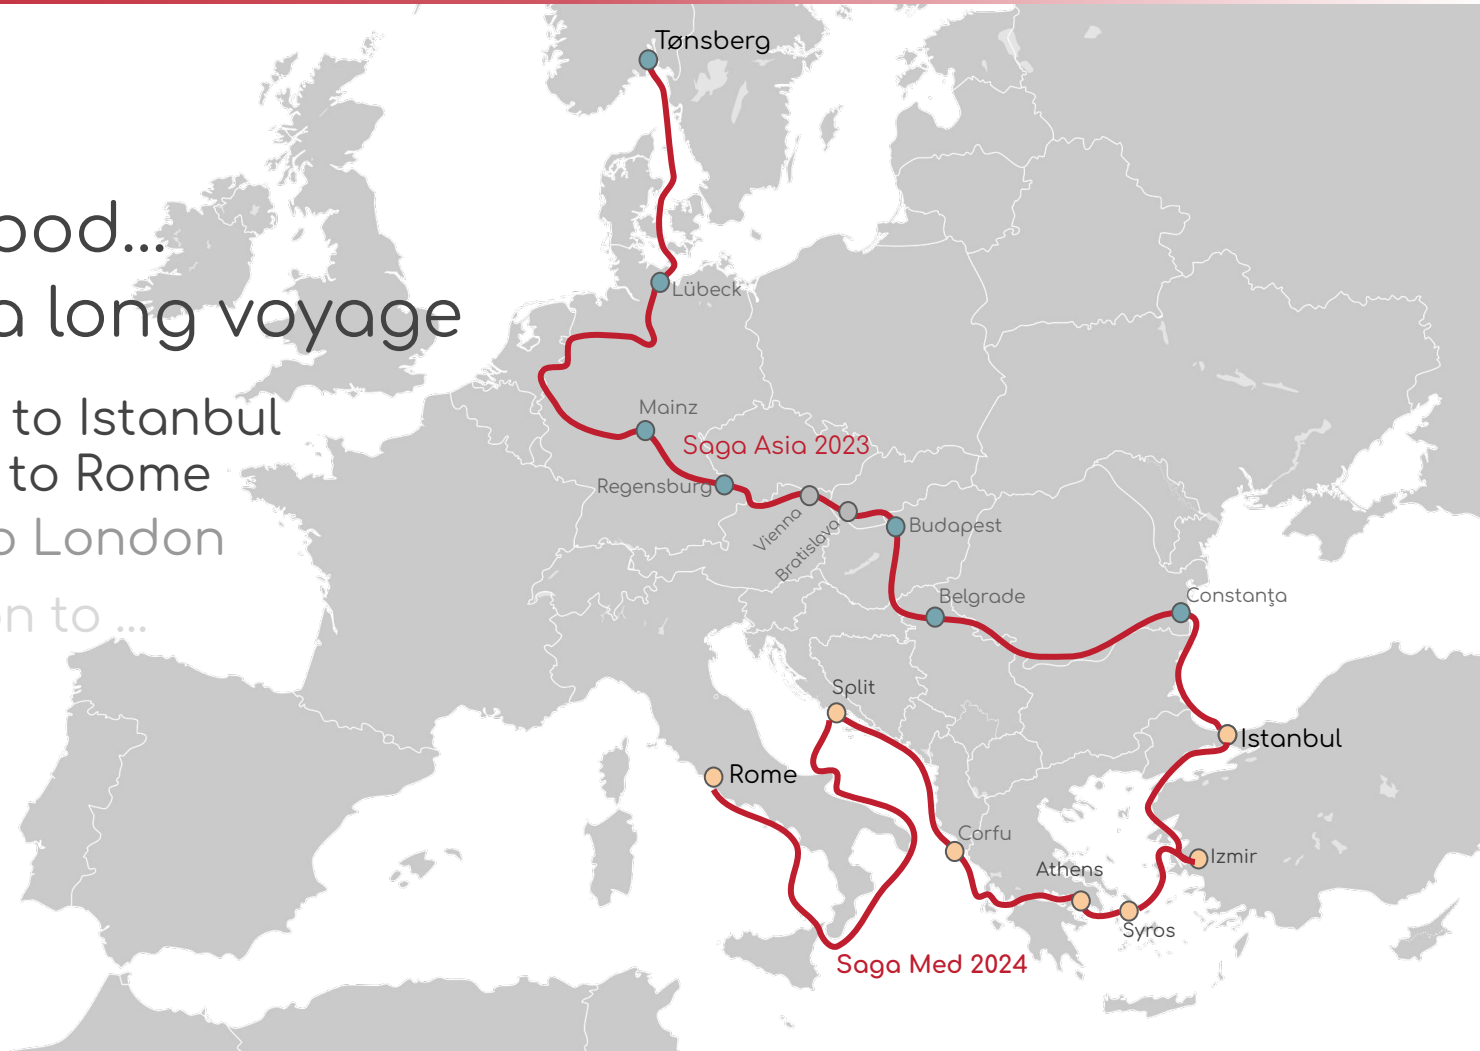 Tønsberg
ood...
a long voyage
to Istanbul
to Rome
o London
n to ...
Lübeck
Mainz
Saga Asia 2023
Regensburg
Vienna
Bratislava
Budapest
Belgrade
Constanța
Split
Istanbul
Rome
Corfu
Izmir
Athens
Syros
Saga Med 2024